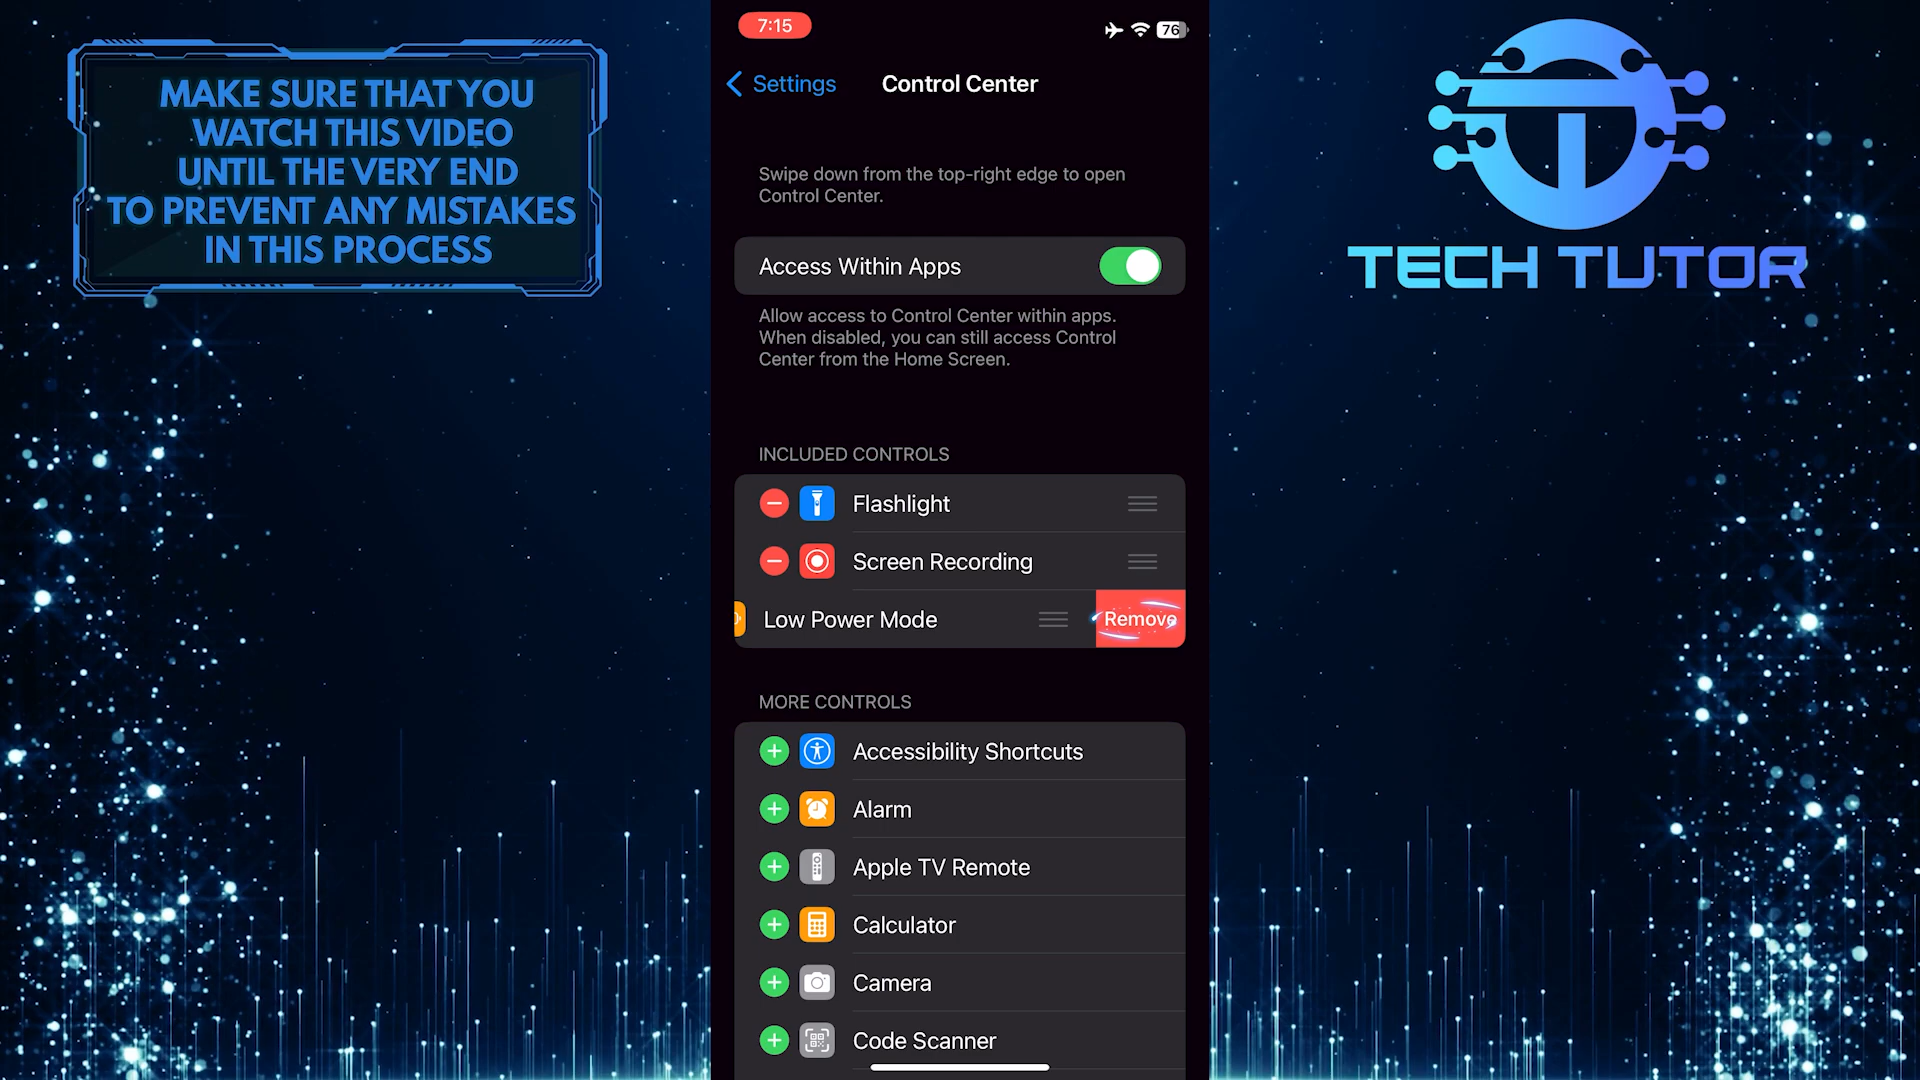 MAKE SURE THAT YOU
WATCH THIS VIDEO
UNTIL THE VERY END
TO PREVENT ANY MISTAKES
IN THIS PROCESS
7:15
76
Settings
Control Center
Swipe down from the top-right edge to open
Control Center.
Access Within Apps
Allow access to Control Center within apps.
When disabled, you can still access Control
Center from the Home Screen.
INCLUDED CONTROLS
Flashlight
Screen Recording
Low Power Mode
Remove
MORE CONTROLS
Accessibility Shortcuts
Alarm
Apple TV Remote
Calculator
Camera
Code Scanner
TECH TUTOR